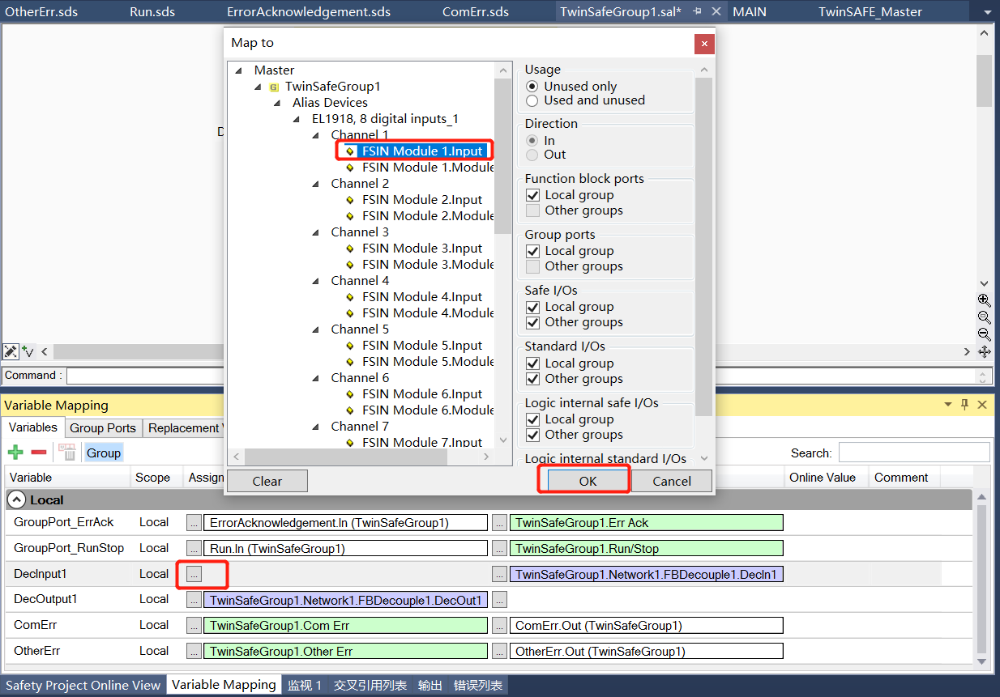 OtherErr.sds Run.sds ErrorAcknowledgement.sds ComErr.sds TwinSafeGroup1.sal* MAIN TwinSAFE_Master
Map to
D
Master
TwinSafeGroup1
Alias Devices
EL1918, 8 digital inputs_1
Channel 1
FSIN Module 1.Input
FSIN Module 1.Module
Channel 2
FSIN Module 2.Input
FSIN Module 2.Module
Channel 3
FSIN Module 3.Input
FSIN Module 3.Module
Channel 4
FSIN Module 4.Input
FSIN Module 4.Module
Channel 5
FSIN Module 5.Input
FSIN Module 5.Module
Channel 6
FSIN Module 6.Input
FSIN Module 6.Module
Channel 7
FSIN Module 7.Input
Usage
Unused only
Used and unused
Direction
In
Out
Function block ports
Local group
Other groups
Group ports
Local group
Other groups
Safe I/Os
Local group
Other groups
Standard I/Os
Local group
Other groups
Logic internal safe I/Os
Local group
Other groups
Logic internal standard I/Os
Clear OK Cancel
Command :
Variable Mapping
Variables Group Ports Replacement
Group Search:
Variable Scope Assign Online Value Comment
Local
GroupPort_ErrAck Local ... ErrorAcknowledgement.In (TwinSafeGroup1) ... TwinSafeGroup1.Err Ack
GroupPort_RunStop Local ... Run.In (TwinSafeGroup1) ... TwinSafeGroup1.Run/Stop
DecInput1 Local ... ... TwinSafeGroup1.Network1.FBDecouple1.DecIn1
DecOutput1 Local ... TwinSafeGroup1.Network1.FBDecouple1.DecOut1 ...
ComErr Local ... TwinSafeGroup1.Com Err ... ComErr.Out (TwinSafeGroup1)
OtherErr Local ... TwinSafeGroup1.Other Err ... OtherErr.Out (TwinSafeGroup1)
Safety Project Online View Variable Mapping 监视 1 交叉引用列表 输出 错误列表